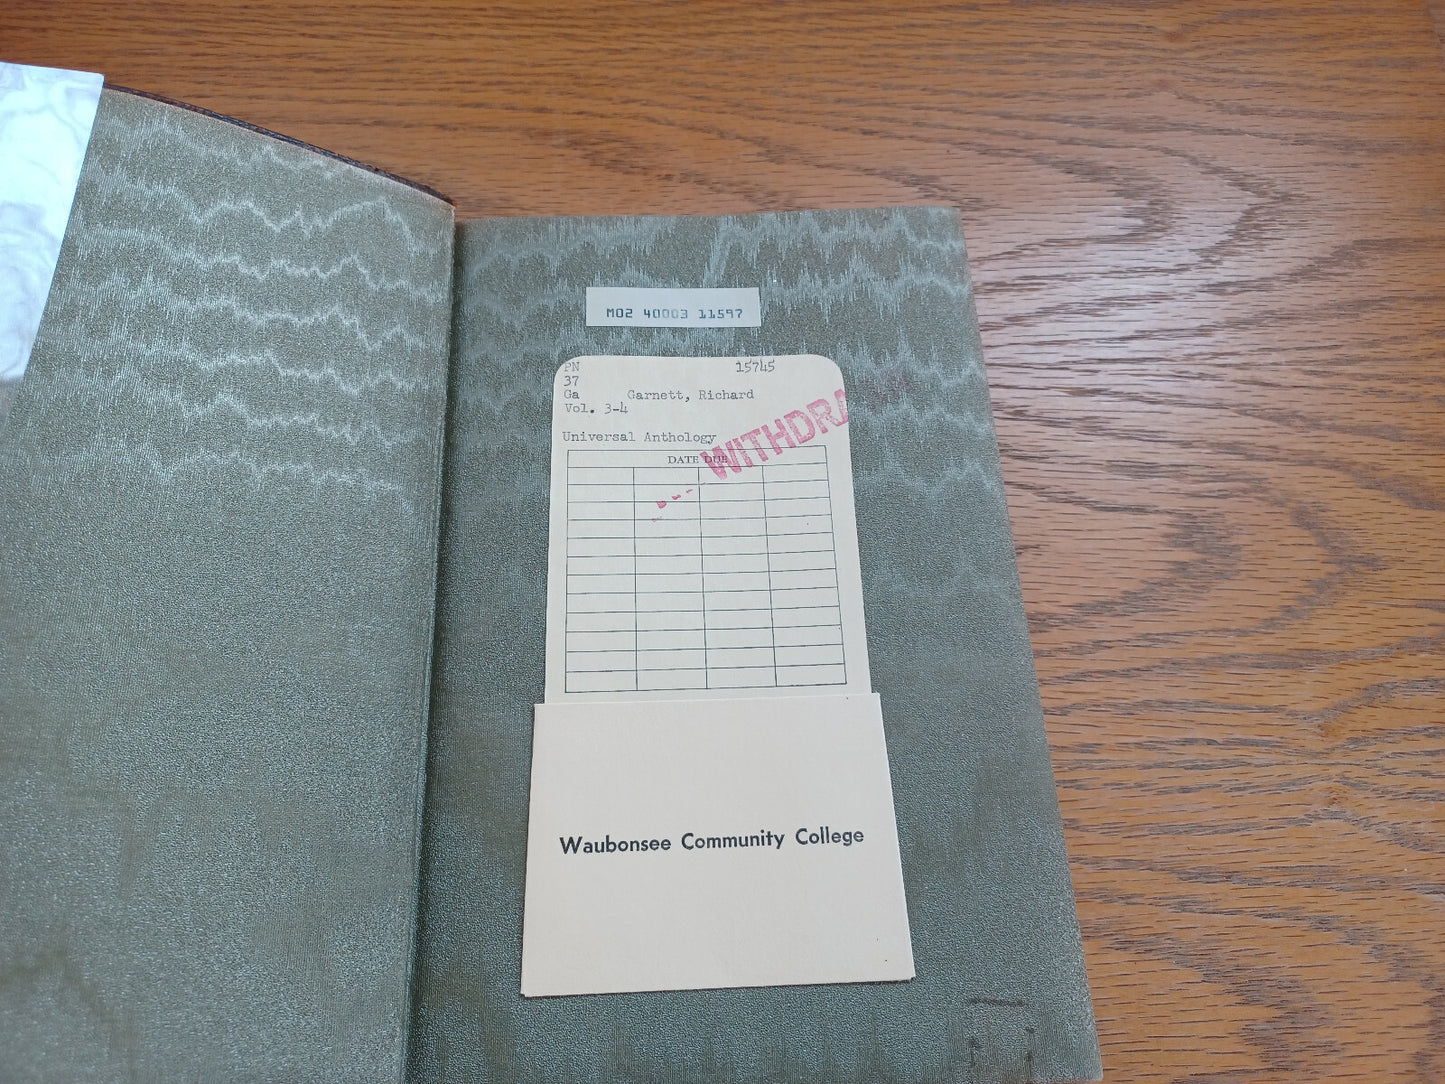 M02 40003 11597
PN 15745
37
Ga Garnett, Richard
Vol. 3-4
Universal Anthology
WITHDRA
DATE DUE
Waubonsee Community College